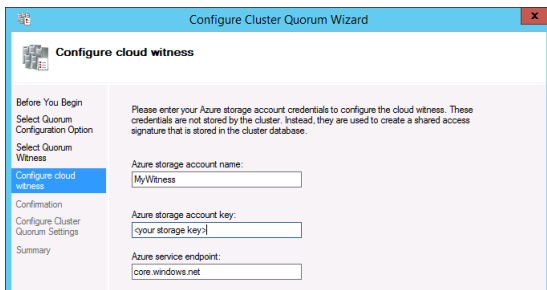 Configure Cluster Quorum Wizard
x
Configure cloud witness
Before You Begin
Select Quorum
Configuration Option
Select Quorum
Witness
Configure cloud
witness
Confirmation
Configure Cluster
Quorum Settings
Summary
Please enter your Azure storage account credentials to configure the cloud witness. These
credentials are not stored by the cluster. Instead, they are used to create a shared access
signature that is stored in the cluster database.
Azure storage account name:
MyWitness
Azure storage account key:
<your storage key>
Azure service endpoint:
core.windows.net